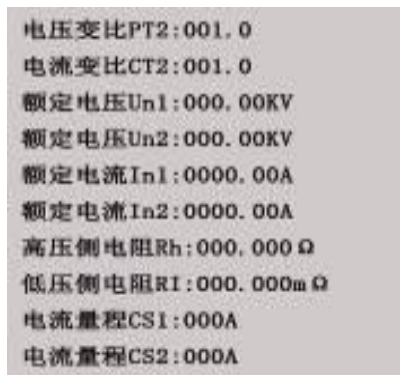 电压变比PT2:001.0
电流变比CT2:001.0
额定电压Un1:000.00KV
额定电压Un2:000.00KV
额定电流In1:0000.00A
额定电流In2:0000.00A
高压侧电阻Rh:000.000Ω
低压侧电阻RI:000.000mΩ
电流量程CS1:000A
电流量程CS2:000A